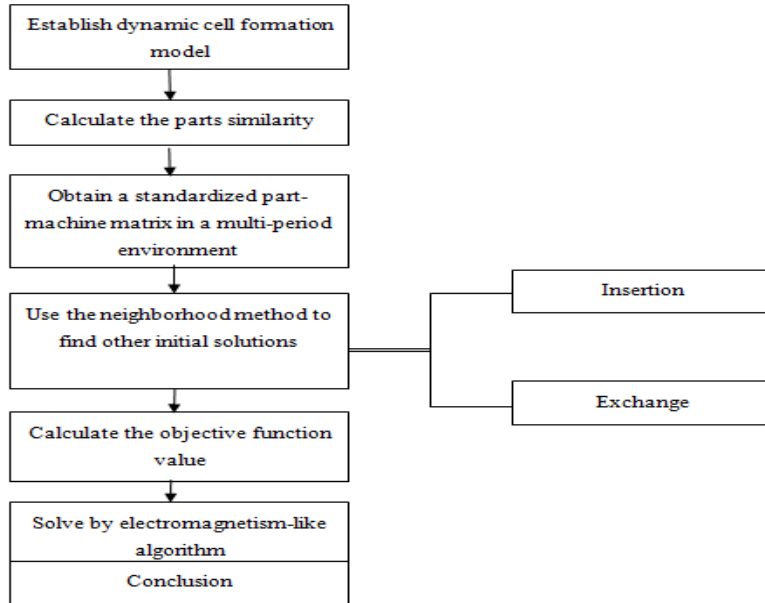 Establish dynamic cell formation
model
Calculate the parts similarity
Obtain a standardized part-
machine matrix in a multi-period
environment
Use the neighborhood method to
find other initial solutions
Insertion
Exchange
Calculate the objective function
value
Solve by electromagnetism-like
algorithm
Conclusion